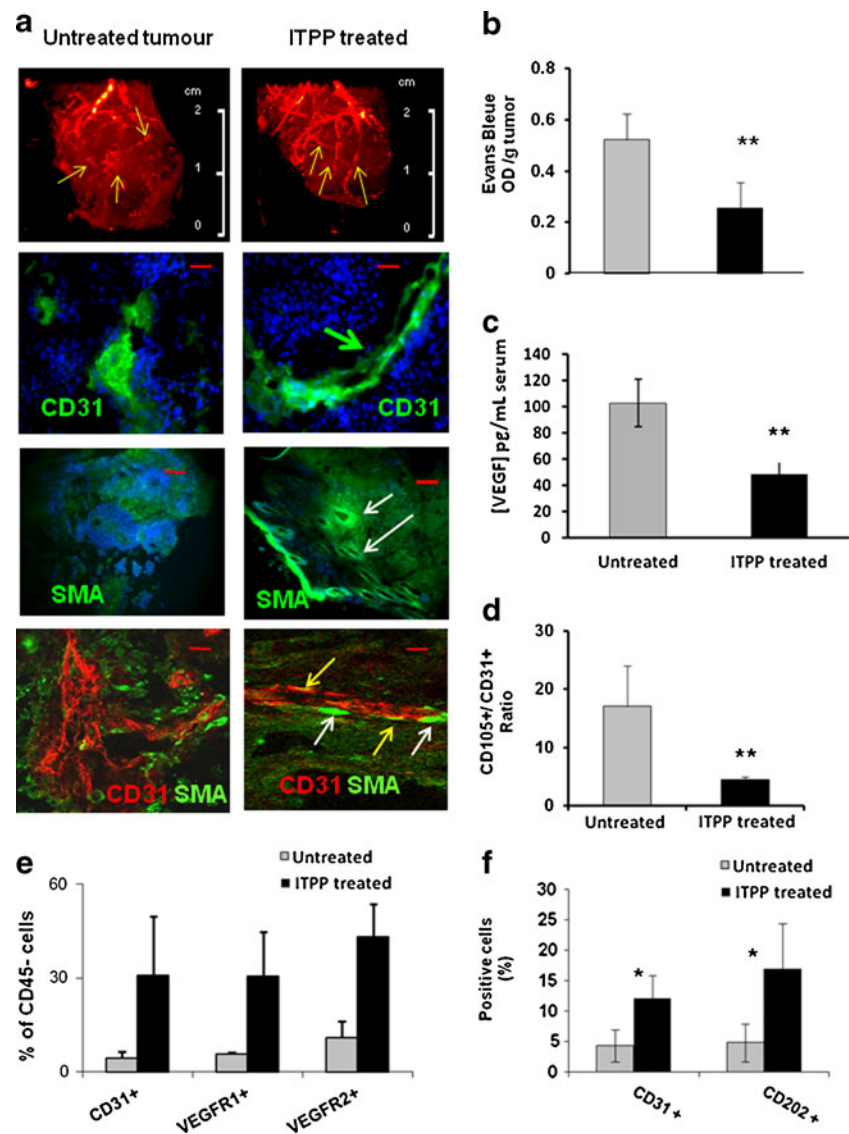 a
Untreated tumour
ITPP treated
cm
2
1
0
cm
2
1
0
CD31
CD31
SMA
SMA
CD31 SMA
CD31 SMA
b
Evans Bleue
OD /g tumor
0.8
0.6
0.4
0.2
0
**
c
[VEGF] pg/mL serum
140
120
100
80
60
40
20
0
**
Untreated
ITPP treated
d
CD105+/ CD31+
Ratio
30
20
10
0
**
Untreated
ITPP treated
e
Untreated
ITPP treated
% of CD45- cells
60
30
0
CD31+
VEGFR1+
VEGFR2+
f
Untreated
ITPP treated
Positive cells
(%)
30
25
20
15
10
5
0
*
*
CD31+
CD202+